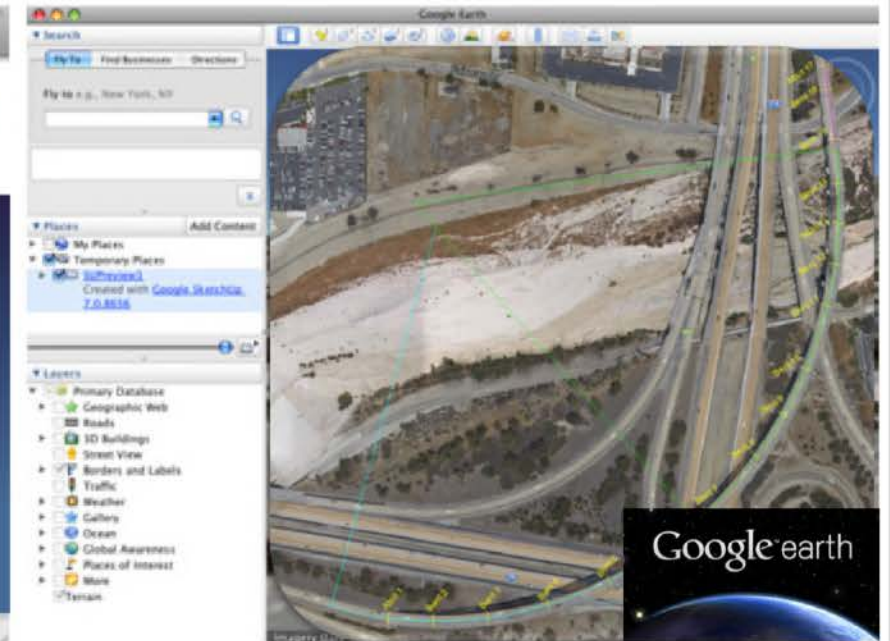 Google Earth
Search
Fly To Find Businesses Directions
Fly to e.g., New York, NY
Places Add Content
My Places
Temporary Places
SUPreview1
Created with Google SketchUp
7.0.8656
Layers
Primary Database
Geographic Web
Roads
3D Buildings
Street View
Borders and Labels
Traffic
Weather
Gallery
Ocean
Global Awareness
Places of Interest
More
Terrain
Google earth